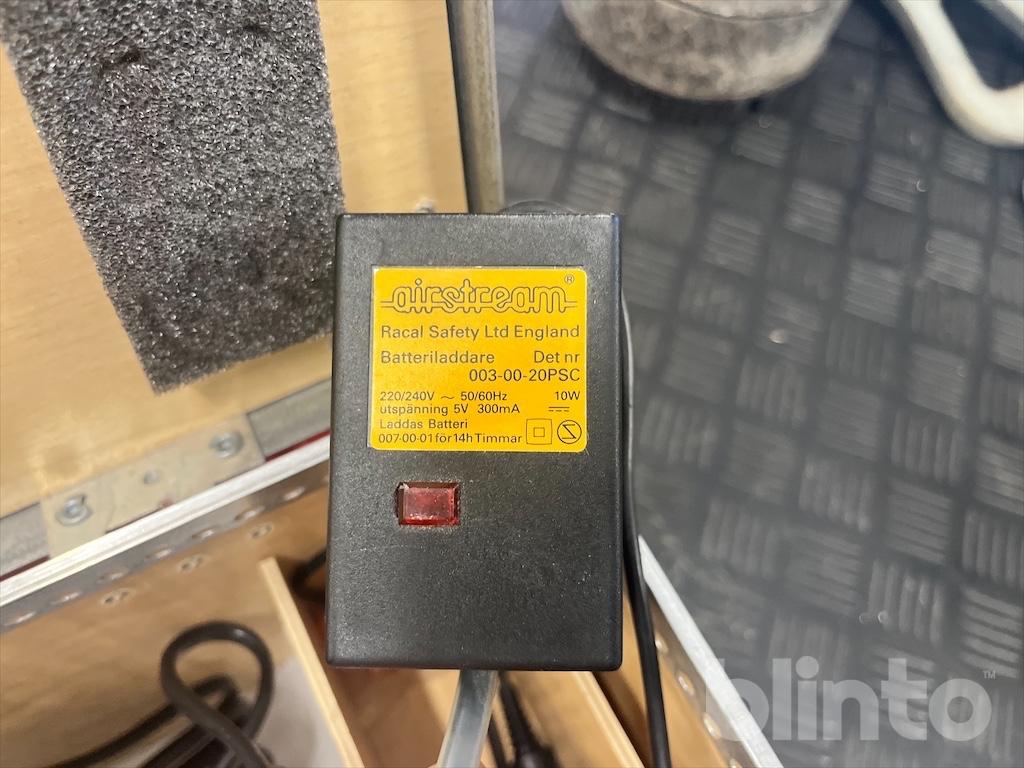 airstream ®
Racal Safety Ltd England
Batteriladdare Det nr
003-00-20PSC
220/240V ~ 50/60Hz 10W
utspänning 5V 300mA
Laddas Batteri
007-00-01 för 14h Timmar
blinto™